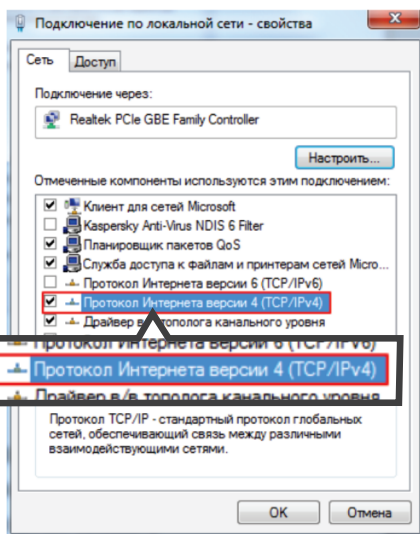 Подключение по локальной сети - свойства
Сеть Доступ
Подключение через:
Realtek PCIe GBE Family Controller
Настроить...
Отмеченные компоненты используются этим подключением:
Клиент для сетей Microsoft
Kaspersky Anti-Virus NDIS 6 Filter
Планировщик пакетов QoS
Служба доступа к файлам и принтерам сетей Micro...
Протокол Интернета версии 6 (TCP/IPv6)
Протокол Интернета версии 4 (TCP/IPv4)
Драйвер в/в тополога канального уровня
Протокол Интернета версии 6 (TCP/IPv6)
Протокол Интернета версии 4 (TCP/IPv4)
Драйвер в/в тополога канального уровня
Протокол TCP/IP - стандартный протокол глобальных
сетей, обеспечивающий связь между различными
взаимодействующими сетями.
OK Отмена